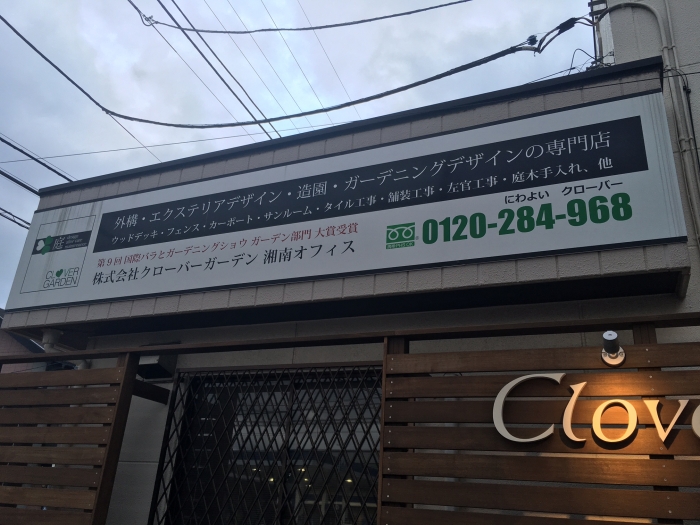 外構・エクステリアデザイン・造園・ガーデニングデザインの専門店
ウッドデッキ・フェンス・カーポート・サンルーム・タイル工事・舗装工事・左官工事・庭木手入れ、他
にわよい クローバー
0120-284-968
第9回 国際バラとガーデニングショウ ガーデン部門 大賞受賞
株式会社クローバーガーデン 湘南オフィス
庭
CLOVER
GARDEN
Clove